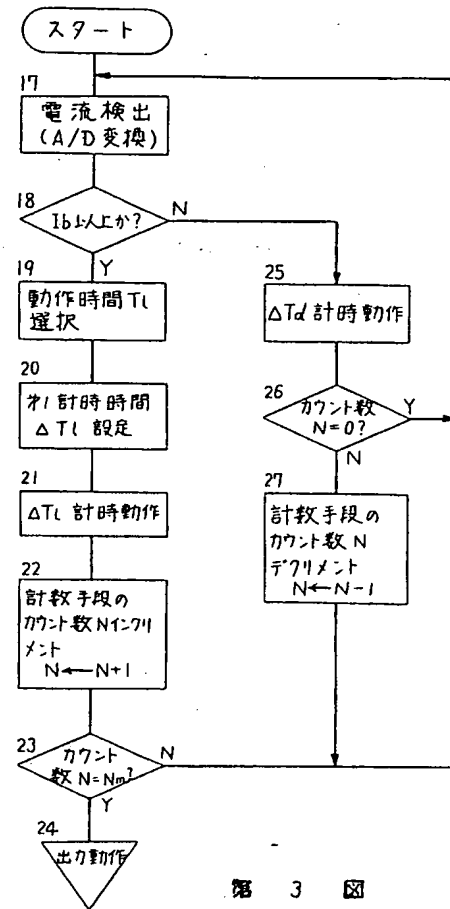 スタート
17
電流検出
(A/D変換)
18
Ib以上か?
N
Y
19
動作時間Tl
選択
20
オ1計時時間
△Tl 設定
21
△Tl 計時動作
22
計数手段の
カウント数Nインクリ
メント
N←N+1
23
カウント
数N=Nm?
N
Y
24
出力動作
25
△Td 計時動作
26
カウント数
N=0?
Y
N
27
計数手段の
カウント数 N
デクリメント
N←N-1
第 3 図